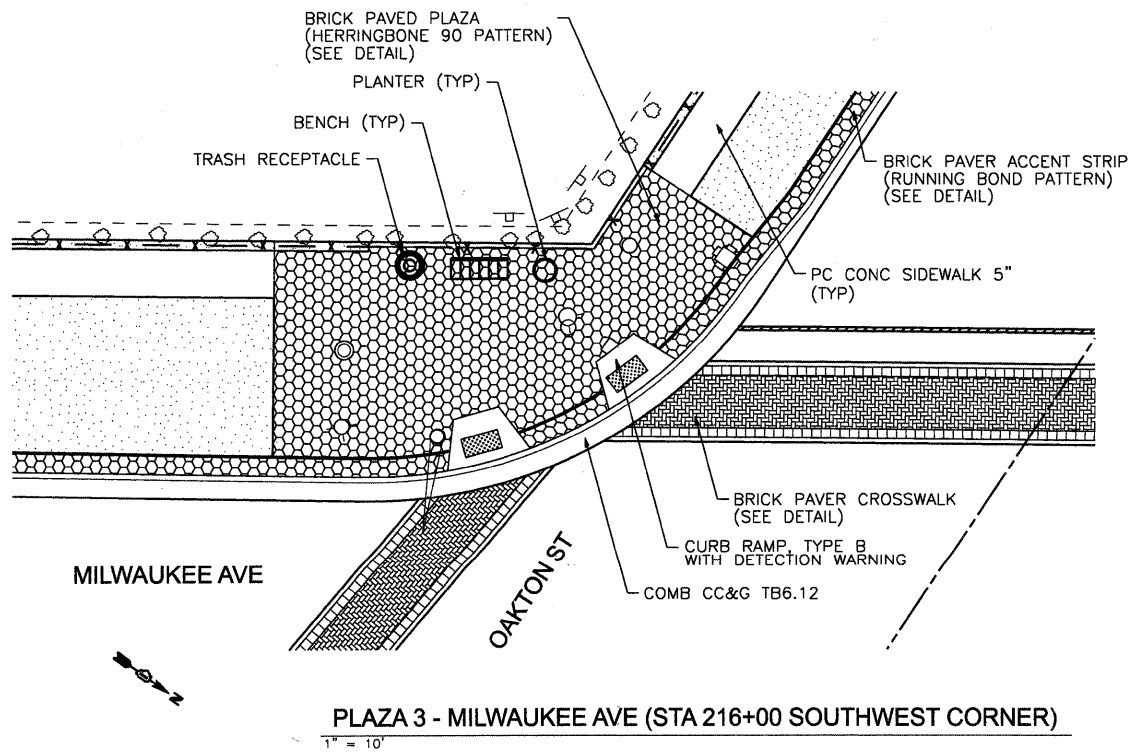 BRICK PAVED PLAZA
(HERRINGBONE 90 PATTERN)
(SEE DETAIL)
PLANTER (TYP)
BENCH (TYP)
TRASH RECEPTACLE
BRICK PAVER ACCENT STRIP
(RUNNING BOND PATTERN)
(SEE DETAIL)
PC CONC SIDEWALK 5"
(TYP)
BRICK PAVER CROSSWALK
(SEE DETAIL)
CURB RAMP, TYPE B
WITH DETECTION WARNING
COMB CC&G TB6.12
MILWAUKEE AVE
OAKTON ST
N
PLAZA 3 - MILWAUKEE AVE (STA 216+00 SOUTHWEST CORNER)
1" = 10'